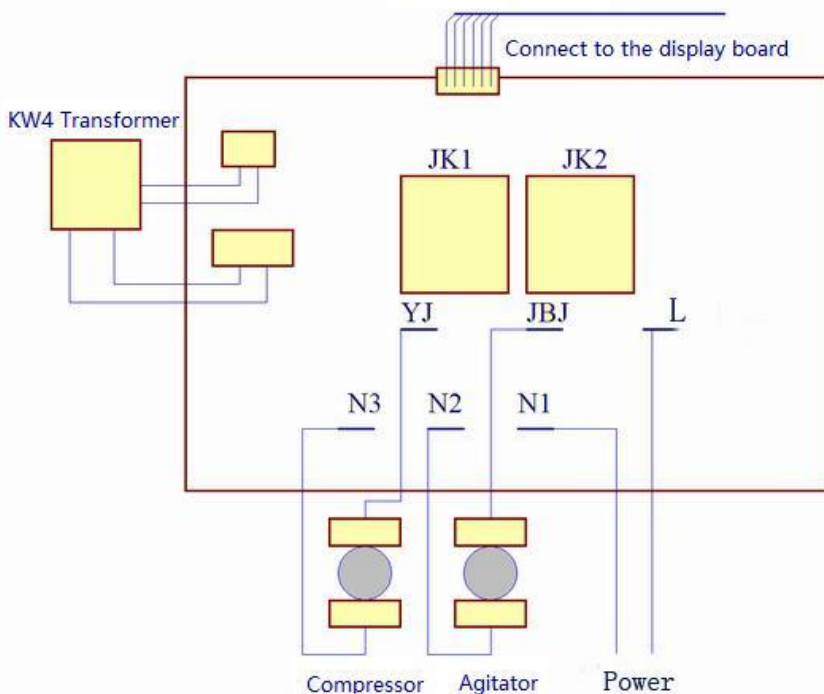 Connect to the display board
KW4 Transformer
JK1
JK2
YJ
JBJ
L
N3
N2
N1
Compressor
Agitator
Power